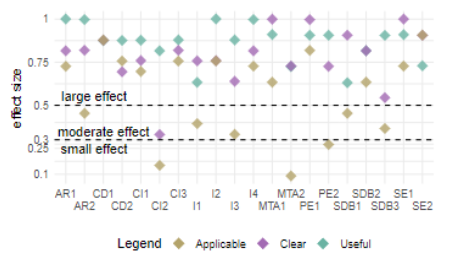 1
0.75
effect size
large effect
0.5
moderate effect
0.3
0.25
small effect
0.1
AR1 CD1 CI1 CI3 I2 I4 MTA2 PE2 SDB2 SE1
AR2 CD2 CI2 I1 I3 MTA1 PE1 SDB1 SDB3 SE2
Legend Applicable Clear Useful